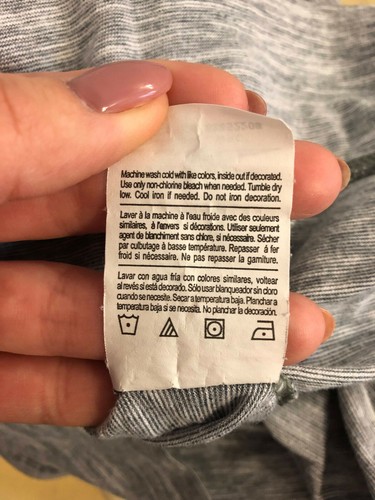 Machine wash cold with like colors, inside out if decorated.
Use only non-chlorine bleach when needed. Tumble dry
low. Cool iron if needed. Do not iron decoration.
Laver à la machine à l'eau froide avec des couleurs
similaires, à l'envers si décorations. Utiliser seulement
agent de blanchiment sans chlore, si nécessaire. Sécher
par culbutage à basse température. Repasser á fer
froid si nécessaire. Ne pas repasser la garniture.
Lavar con agua fría con colores similares, voltear
al revés si está decorado. Sólo usar blanqueador sin cloro
cuando se necesite. Secar a temperatura baja. Planchar a
temperatura baja si se necesita. No planchar la decoración.